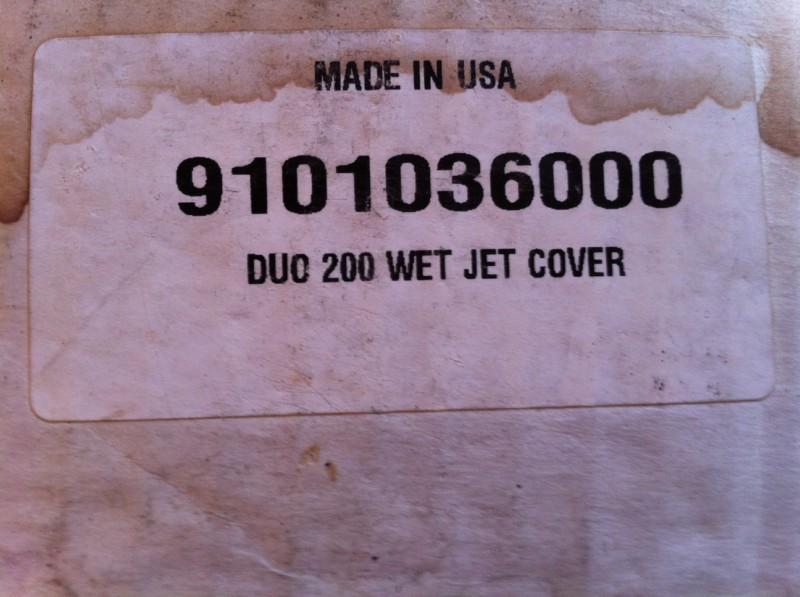 MADE IN USA
9101036000
DUO 200 WET JET COVER